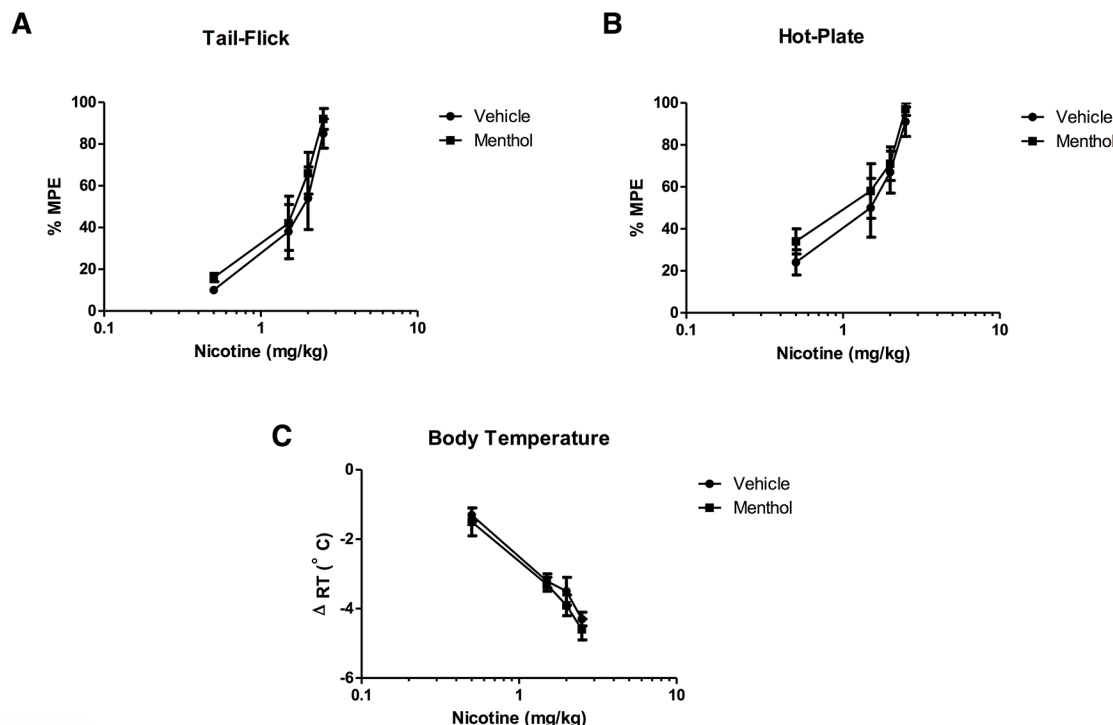 A
Tail-Flick
100
80
60
40
20
0
% MPE
0.1
1
10
Nicotine (mg/kg)
Vehicle
Menthol
B
Hot-Plate
100
80
60
40
20
0
% MPE
0.1
1
10
Nicotine (mg/kg)
Vehicle
Menthol
C
Body Temperature
0
-2
-4
-6
Δ RT (° C)
0.1
1
10
Nicotine (mg/kg)
Vehicle
Menthol